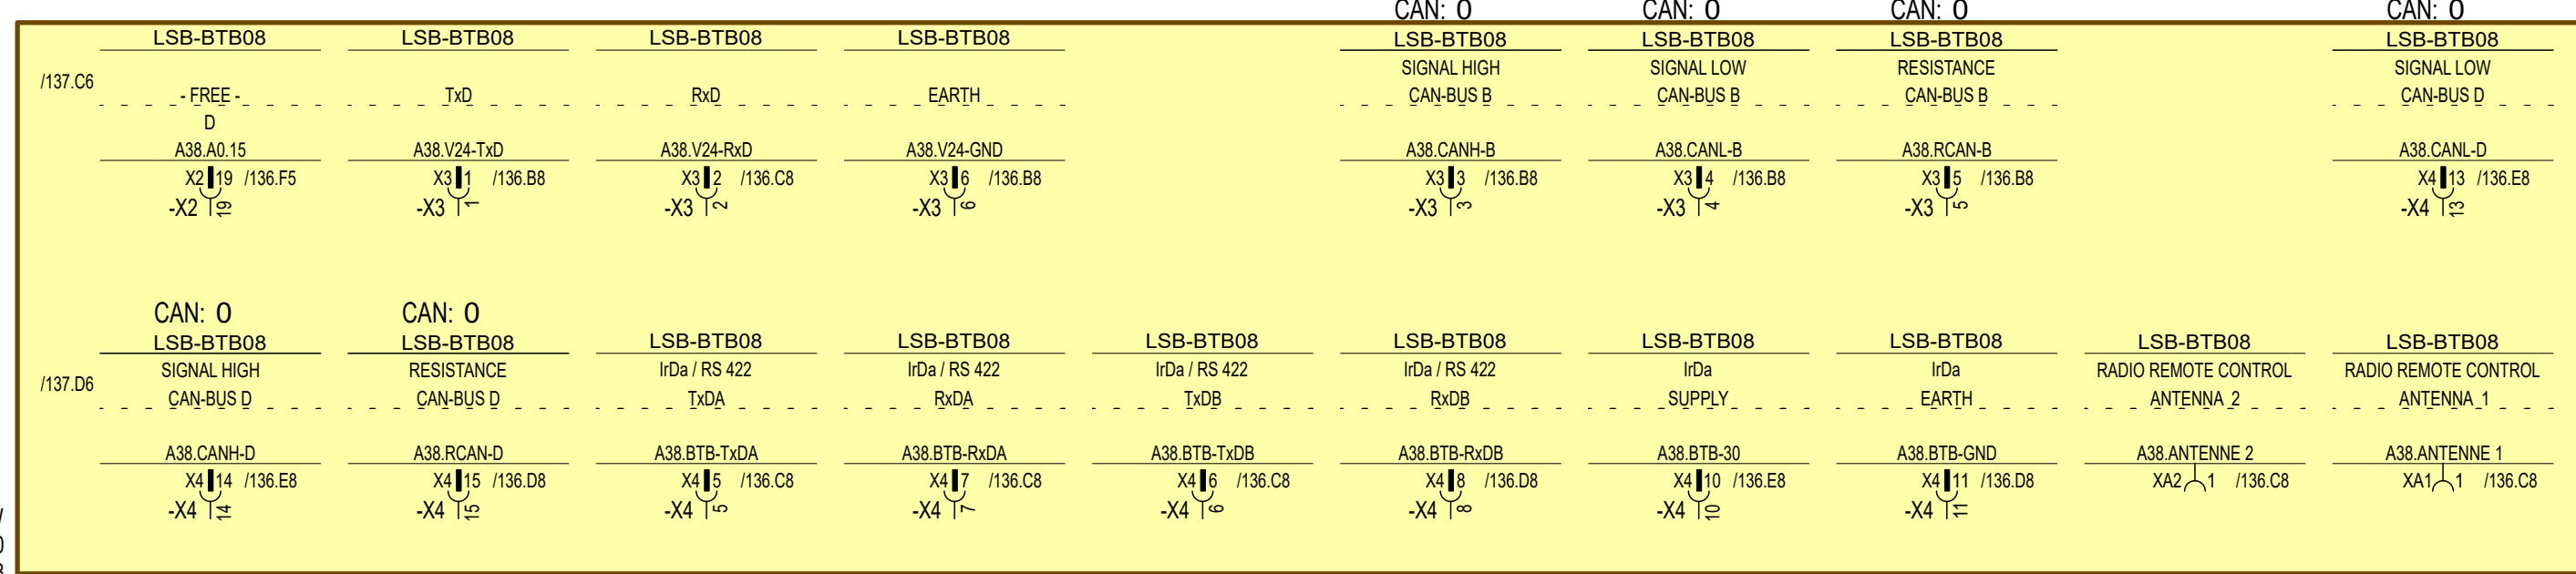 CAN: 0 CAN: 0 CAN: 0 CAN: 0
LSB-BTB08 LSB-BTB08 LSB-BTB08 LSB-BTB08 LSB-BTB08 LSB-BTB08 LSB-BTB08 LSB-BTB08
SIGNAL HIGH SIGNAL LOW RESISTANCE SIGNAL LOW
/137.C6
- FREE - TxD RxD EARTH CAN-BUS B CAN-BUS B CAN-BUS B CAN-BUS D
D
A38.A0.15 A38.V24-TxD A38.V24-RxD A38.V24-GND A38.CANH-B A38.CANL-B A38.RCAN-B A38.CANL-D
X2 19 /136.F5 X3 1 /136.B8 X3 2 /136.C8 X3 6 /136.B8 X3 3 /136.B8 X3 4 /136.B8 X3 5 /136.B8 X4 13 /136.E8
-X2 19 -X3 1 -X3 2 -X3 6 -X3 3 -X3 4 -X3 5 -X4 13
CAN: 0 CAN: 0
LSB-BTB08 LSB-BTB08 LSB-BTB08 LSB-BTB08 LSB-BTB08 LSB-BTB08 LSB-BTB08 LSB-BTB08 LSB-BTB08 LSB-BTB08
SIGNAL HIGH RESISTANCE IrDa / RS 422 IrDa / RS 422 IrDa / RS 422 IrDa / RS 422 IrDa IrDa RADIO REMOTE CONTROL RADIO REMOTE CONTROL
/137.D6
CAN-BUS D CAN-BUS D TxDA RxDA TxDB RxDB SUPPLY EARTH ANTENNA 2 ANTENNA 1
A38.CANH-D A38.RCAN-D A38.BTB-TxDA A38.BTB-RxDA A38.BTB-TxDB A38.BTB-RxDB A38.BTB-30 A38.BTB-GND A38.ANTENNE 2 A38.ANTENNE 1
X4 14 /136.E8 X4 15 /136.D8 X4 5 /136.C8 X4 7 /136.C8 X4 6 /136.C8 X4 8 /136.D8 X4 10 /136.E8 X4 11 /136.D8 XA2 1 /136.C8 XA1 1 /136.C8
-X4 14 -X4 15 -X4 5 -X4 7 -X4 6 -X4 8 -X4 10 -X4 11